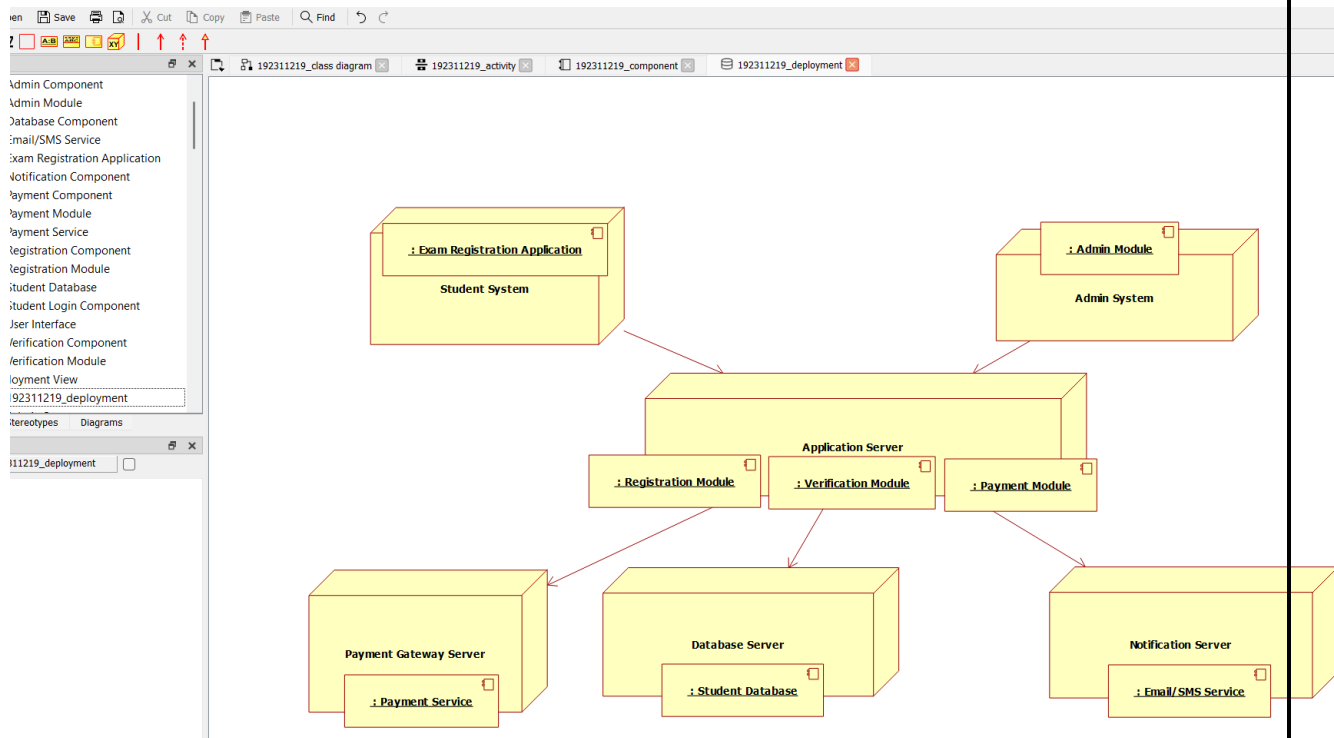 Save Cut Copy Paste Find
A:B ABC XY
192311219_class diagram 192311219_activity 192311219_component 192311219_deployment
Admin Component
Admin Module
Database Component
Email/SMS Service
Exam Registration Application
Notification Component
Payment Component
Payment Module
Payment Service
Registration Component
Registration Module
Student Database
Student Login Component
User Interface
Verification Component
Verification Module
loyment View
192311219_deployment
Stereotypes Diagrams
311219_deployment
: Exam Registration Application
Student System
: Admin Module
Admin System
Application Server
: Registration Module
: Verification Module
: Payment Module
Payment Gateway Server
: Payment Service
Database Server
: Student Database
Notification Server
: Email/SMS Service